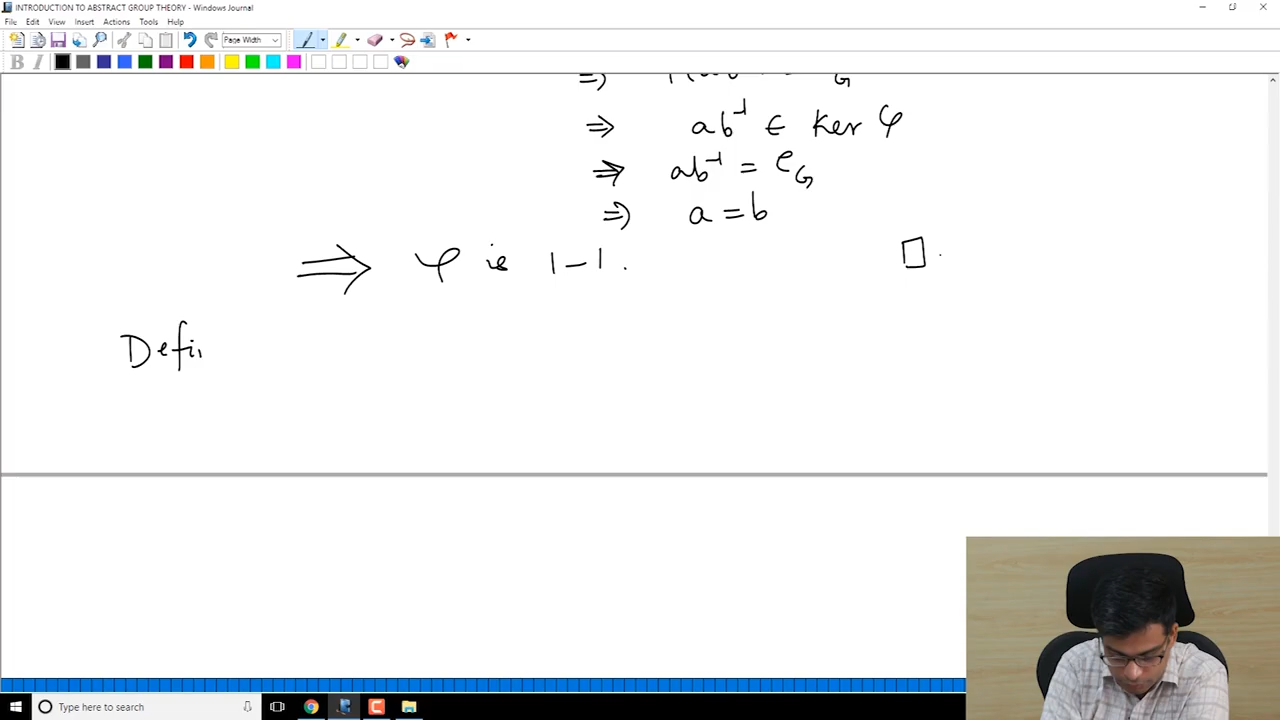 INTRODUCTION TO ABSTRACT GROUP THEORY - Windows Journal
File Edit View Insert Actions Tools Help
Page Width
B I
⇒ ab⁻¹ ∈ Ker φ
⇒ ab⁻¹ = e_G
⇒ a = b
⇒ φ is 1-1.
Defin
Type here to search